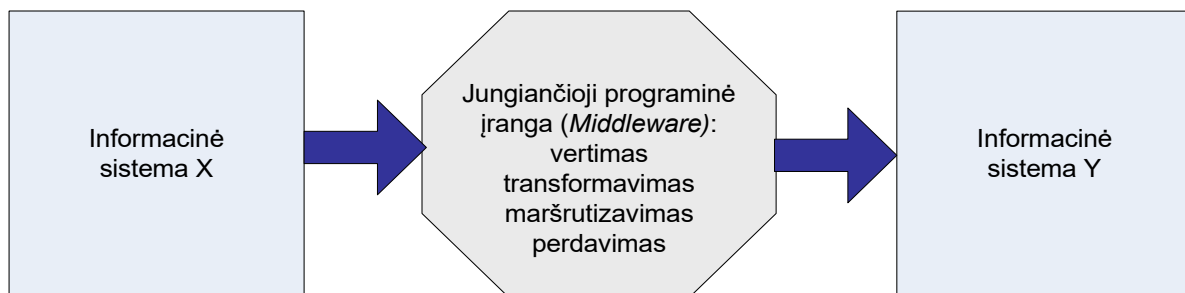 Informacinė
sistema X
Jungiančioji programinė
įranga (Middleware):
vertimas
transformavimas
maršrutizavimas
perdavimas
Informacinė
sistema Y